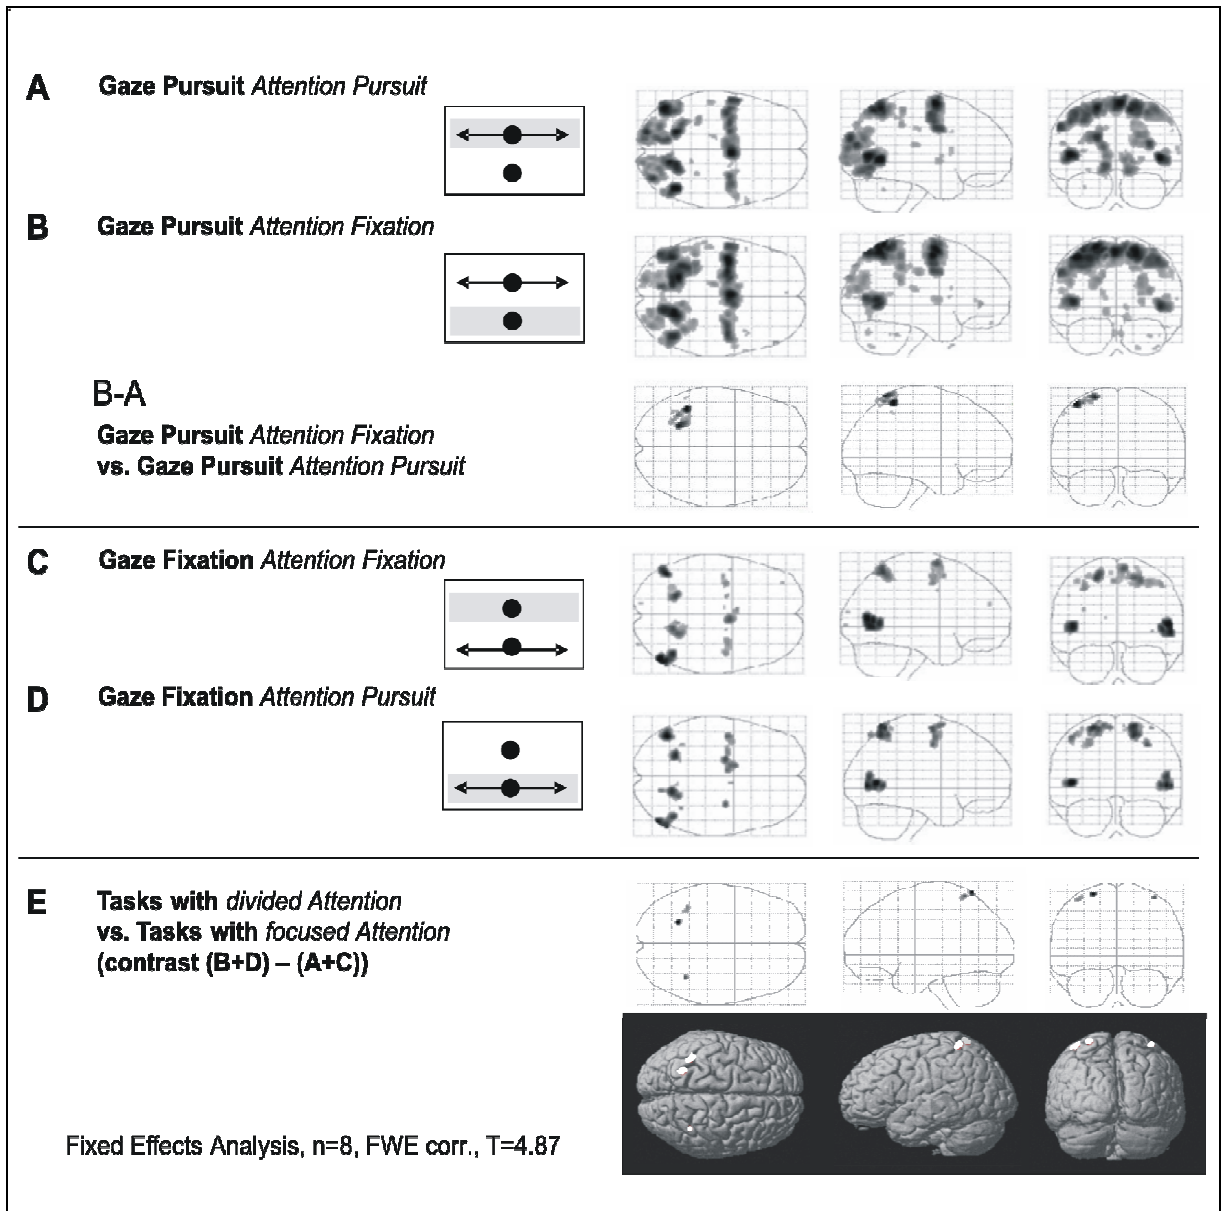 A Gaze Pursuit Attention Pursuit
B Gaze Pursuit Attention Fixation
B-A
Gaze Pursuit Attention Fixation
vs. Gaze Pursuit Attention Pursuit
C Gaze Fixation Attention Fixation
D Gaze Fixation Attention Pursuit
E Tasks with divided Attention
vs. Tasks with focused Attention
(contrast (B+D) – (A+C))
Fixed Effects Analysis, n=8, FWE corr., T=4.87